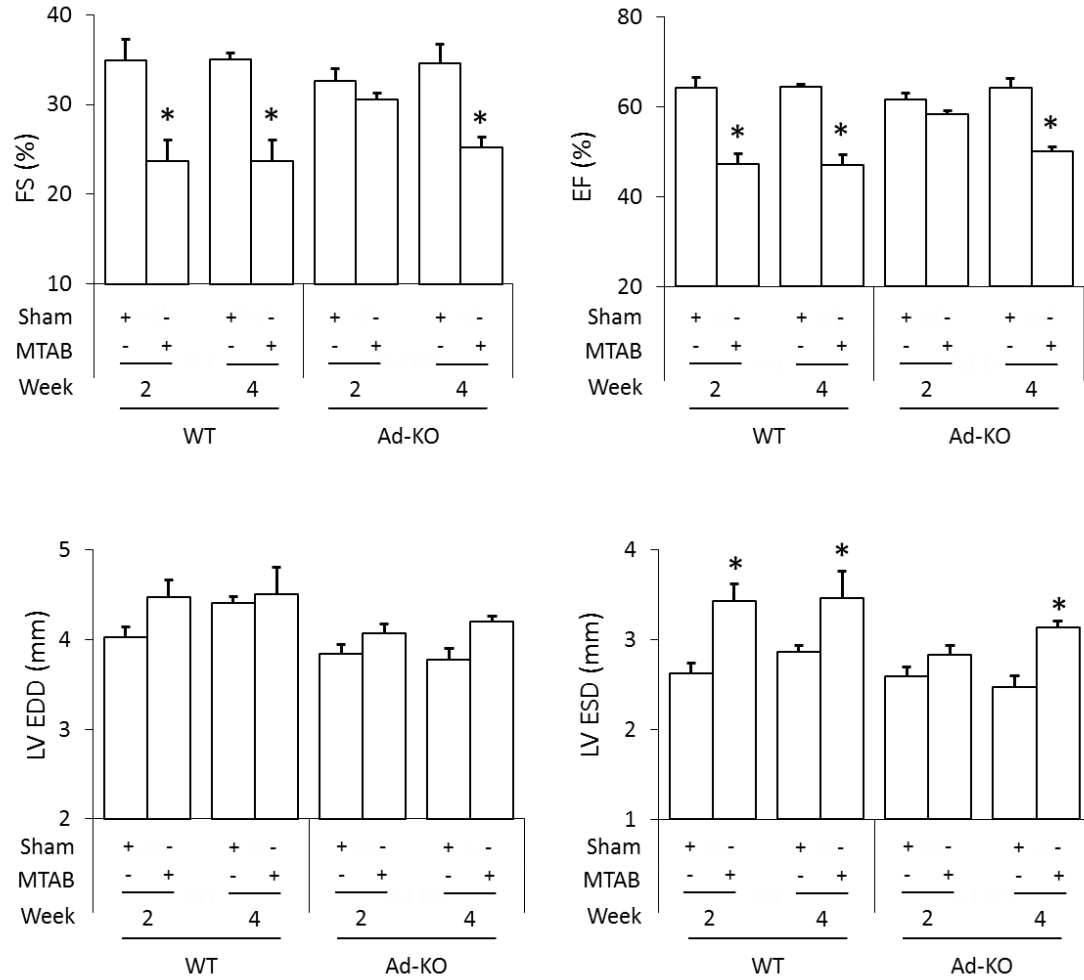 40
30
20
10
FS (%)
*
*
*
Sham + - + - + - + -
MTAB - + - + - + - +
Week 2 4 2 4
WT Ad-KO
80
60
40
20
EF (%)
*
*
*
+ - + - + - + -
Sham
MTAB - + - + - + - +
Week 2 4 2 4
WT Ad-KO
5
4
3
2
LV EDD (mm)
Sham + - + - + - + -
MTAB - + - + - + - +
Week 2 4 2 4
WT Ad-KO
4
3
2
1
LV ESD (mm)
*
*
*
Sham + - + - + - + -
MTAB - + - + - + - +
Week 2 4 2 4
WT Ad-KO